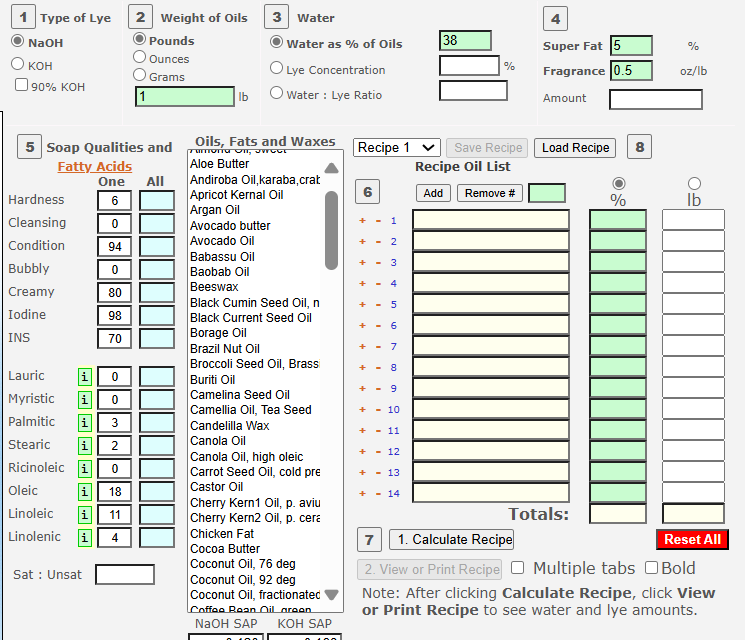 1 Type of Lye
NaOH
KOH
90% KOH
2 Weight of Oils
Pounds
Ounces
Grams
1 lb
3 Water
Water as % of Oils 38
Lye Concentration %
Water : Lye Ratio
4
Super Fat 5 %
Fragrance 0.5 oz/lb
Amount
5 Soap Qualities and
Fatty Acids
One All
Hardness 6
Cleansing 0
Condition 94
Bubbly 0
Creamy 80
Iodine 98
INS 70
Lauric i 0
Myristic i 0
Palmitic i 3
Stearic i 2
Ricinoleic i 0
Oleic i 18
Linoleic i 11
Linolenic i 4
Sat : Unsat
Oils, Fats and Waxes
Almond Oil, sweet
Aloe Butter
Andiroba Oil,karaba,crab
Apricot Kernal Oil
Argan Oil
Avocado butter
Avocado Oil
Babassu Oil
Baobab Oil
Beeswax
Black Cumin Seed Oil, n
Black Current Seed Oil
Borage Oil
Brazil Nut Oil
Broccoli Seed Oil, Brassi
Buriti Oil
Camelina Seed Oil
Camellia Oil, Tea Seed
Candelilla Wax
Canola Oil
Canola Oil, high oleic
Carrot Seed Oil, cold pre
Castor Oil
Cherry Kern1 Oil, p. aviu
Cherry Kern2 Oil, p. cera
Chicken Fat
Cocoa Butter
Coconut Oil, 76 deg
Coconut Oil, 92 deg
Coconut Oil, fractionated
Coffee Bean Oil, green
NaOH SAP KOH SAP
Recipe 1 Save Recipe Load Recipe 8
Recipe Oil List
6 Add Remove # % lb
+ - 1
+ - 2
+ - 3
+ - 4
+ - 5
+ - 6
+ - 7
+ - 8
+ - 9
+ - 10
+ - 11
+ - 12
+ - 13
+ - 14
Totals:
7 1. Calculate Recipe Reset All
2. View or Print Recipe Multiple tabs Bold
Note: After clicking Calculate Recipe, click View
or Print Recipe to see water and lye amounts.